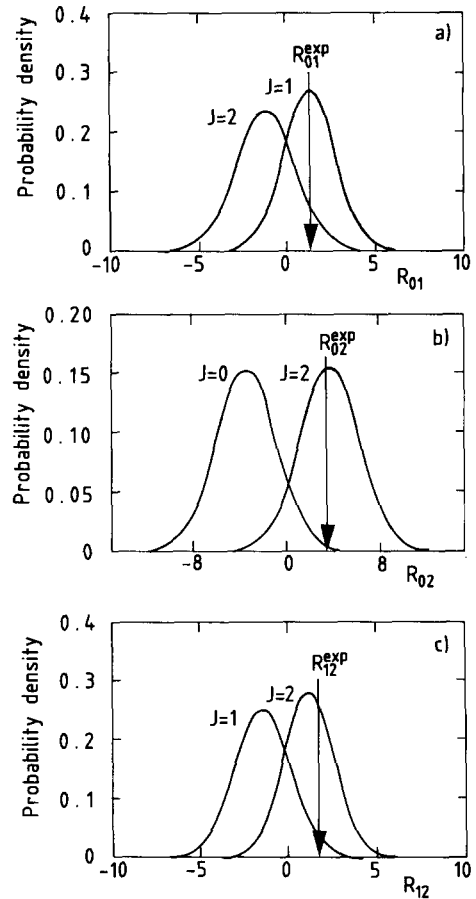 0.4
a)
R01exp
0.3
J=1
J=2
0.2
0.1
0
-10
-5
0
5
10
R01
Probability density
0.20
b)
R02exp
0.15
J=0
J=2
0.10
0.05
0
-8
0
8
R02
Probability density
0.4
c)
R12exp
0.3
J=2
J=1
0.2
0.1
0
-10
-5
0
5
10
R12
Probability density